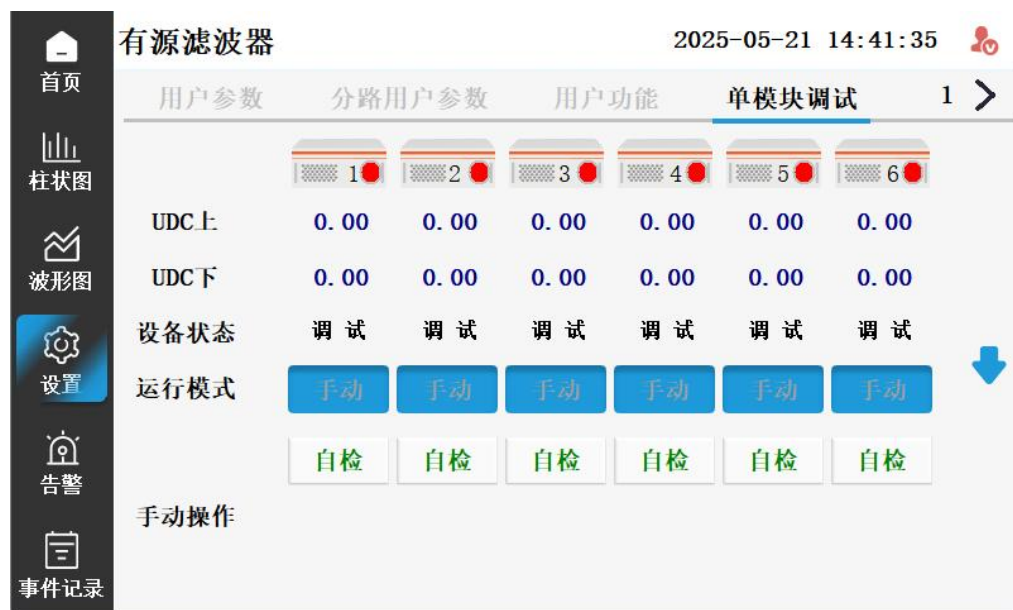 有源滤波器 2025-05-21 14:41:35
首页
用户参数 分路用户参数 用户功能 单模块调试 1
1 2 3 4 5 6
柱状图
UDC上 0.00 0.00 0.00 0.00 0.00 0.00
波形图
UDC下 0.00 0.00 0.00 0.00 0.00 0.00
设备状态 调 试 调 试 调 试 调 试 调 试 调 试
设置
运行模式 手动 手动 手动 手动 手动 手动
自检 自检 自检 自检 自检 自检
告警
手动操作
事件记录